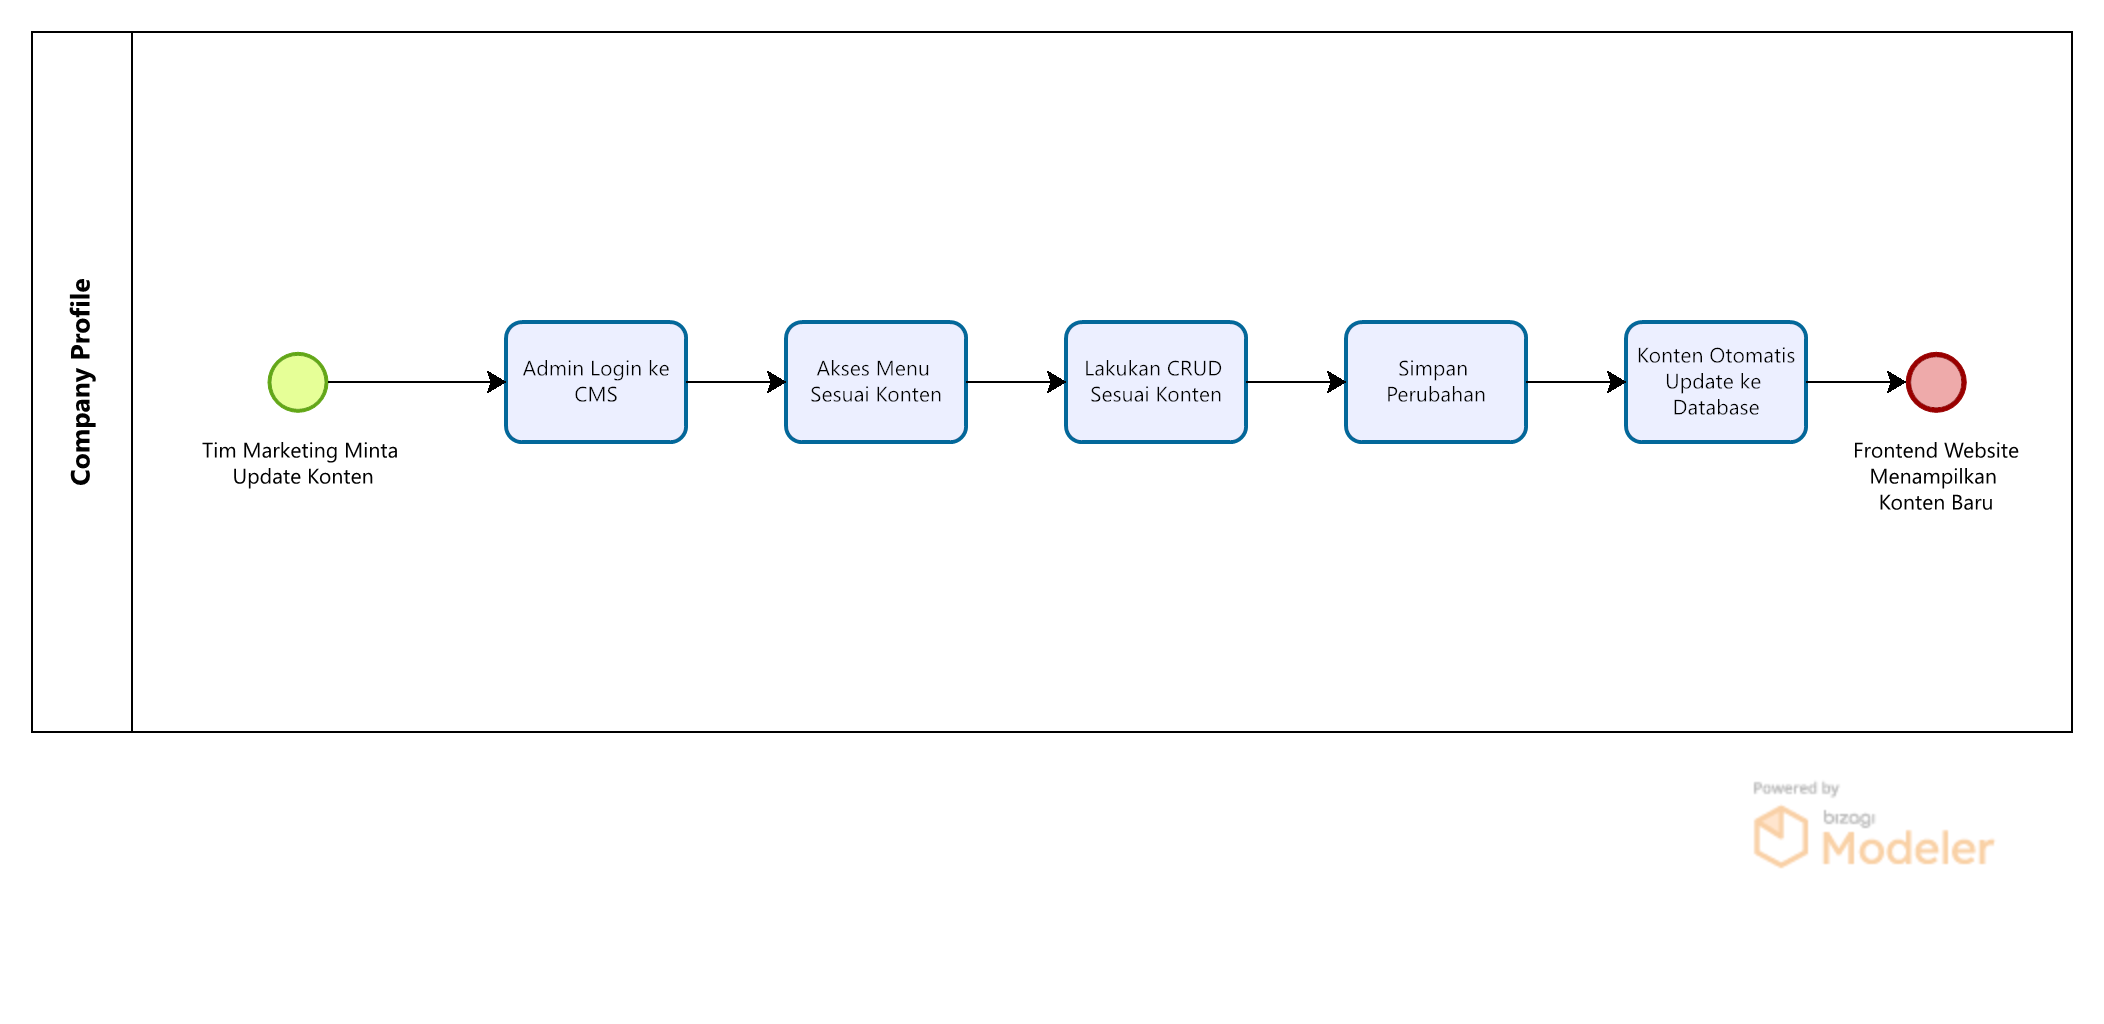 Company Profile
Tim Marketing Minta
Update Konten
Admin Login ke
CMS
Akses Menu
Sesuai Konten
Lakukan CRUD
Sesuai Konten
Simpan
Perubahan
Konten Otomatis
Update ke
Database
Frontend Website
Menampilkan
Konten Baru
Powered by
bizagi
Modeler